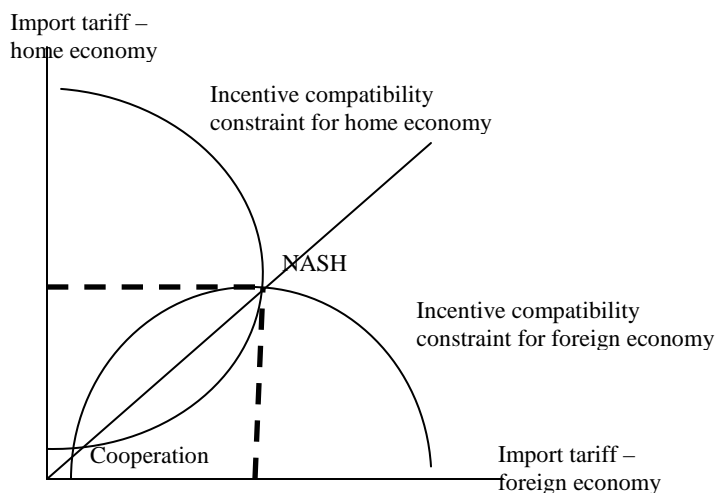 Import tariff –
home economy
Incentive compatibility
constraint for home economy
NASH
Incentive compatibility
constraint for foreign economy
Cooperation
Import tariff –
foreign economy